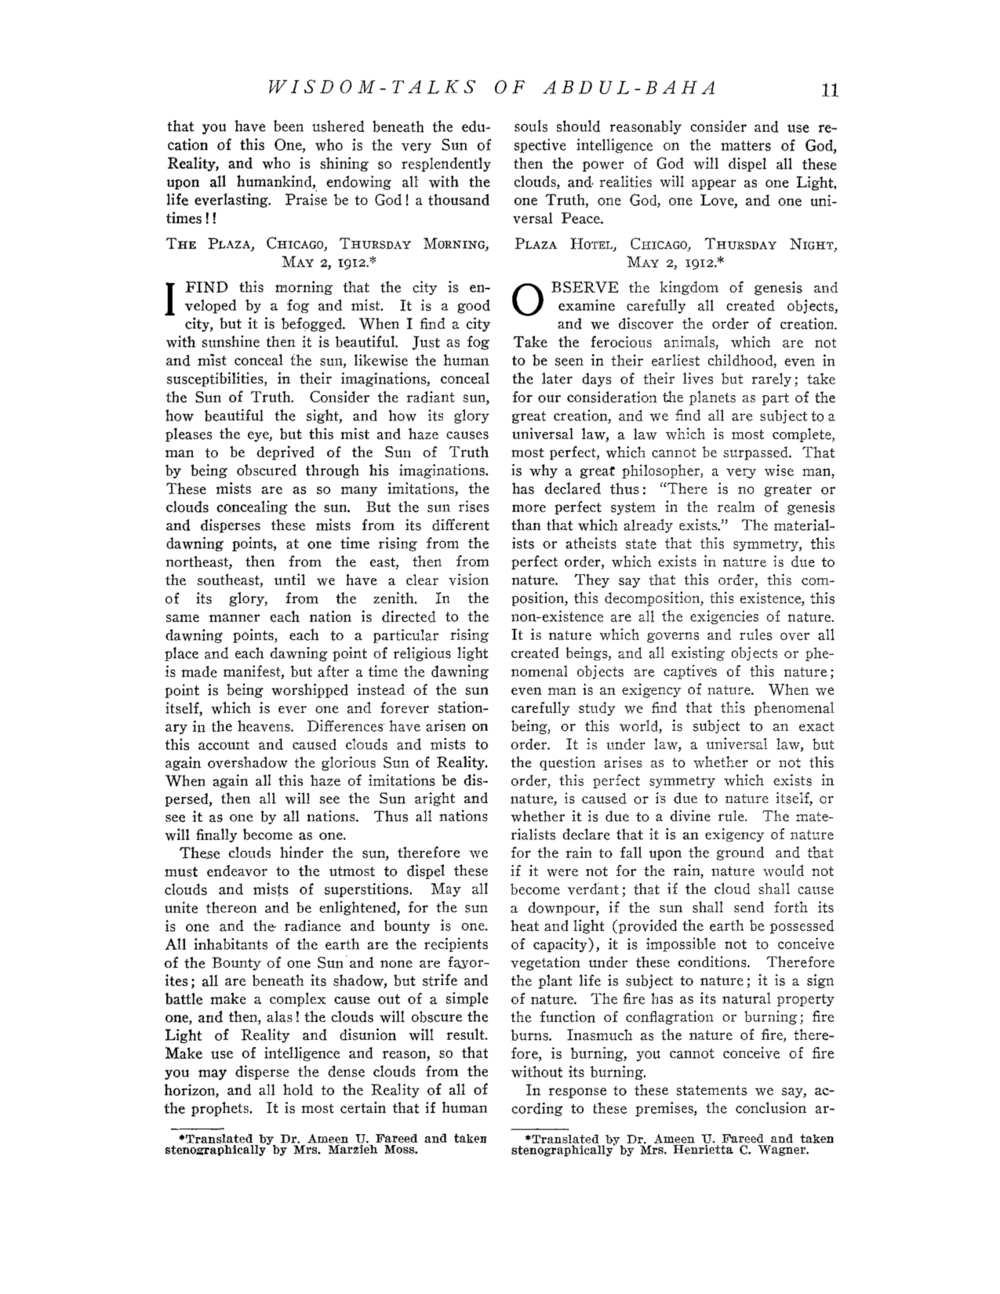 WISDOM-TALKS OF ABDUL-BAHA 11
that you have been ushered beneath the edu-
cation of this One, who is the very Sun of
Reality, and who is shining so resplendently
upon all humankind, endowing all with the
life everlasting. Praise be to God! a thousand
times!!
THE PLAZA, CHICAGO, THURSDAY MORNING,
MAY 2, 1912.*
I FIND this morning that the city is en-
veloped by a fog and mist. It is a good
city, but it is befogged. When I find a city
with sunshine then it is beautiful. Just as fog
and mist conceal the sun, likewise the human
susceptibilities, in their imaginations, conceal
the Sun of Truth. Consider the radiant sun,
how beautiful the sight, and how its glory
pleases the eye, but this mist and haze causes
man to be deprived of the Sun of Truth
by being obscured through his imaginations.
These mists are as so many imitations, the
clouds concealing the sun. But the sun rises
and disperses these mists from its different
dawning points, at one time rising from the
northeast, then from the east, then from
the southeast, until we have a clear vision
of its glory, from the zenith. In the
same manner each nation is directed to the
dawning points, each to a particular rising
place and each dawning point of religious light
is made manifest, but after a time the dawning
point is being worshipped instead of the sun
itself, which is ever one and forever station-
ary in the heavens. Differences have arisen on
this account and caused clouds and mists to
again overshadow the glorious Sun of Reality.
When again all this haze of imitations be dis-
persed, then all will see the Sun aright and
see it as one by all nations. Thus all nations
will finally become as one.
These clouds hinder the sun, therefore we
must endeavor to the utmost to dispel these
clouds and mists of superstitions. May all
unite thereon and be enlightened, for the sun
is one and the radiance and bounty is one.
All inhabitants of the earth are the recipients
of the Bounty of one Sun and none are favor-
ites; all are beneath its shadow, but strife and
battle make a complex cause out of a simple
one, and then, alas! the clouds will obscure the
Light of Reality and disunion will result.
Make use of intelligence and reason, so that
you may disperse the dense clouds from the
horizon, and all hold to the Reality of all of
the prophets. It is most certain that if human
*Translated by Dr. Ameen U. Fareed and taken
stenographically by Mrs. Marzieh Moss.
souls should reasonably consider and use re-
spective intelligence on the matters of God,
then the power of God will dispel all these
clouds, and realities will appear as one Light,
one Truth, one God, one Love, and one uni-
versal Peace.
PLAZA HOTEL, CHICAGO, THURSDAY NIGHT,
MAY 2, 1912.*
OBSERVE the kingdom of genesis and
examine carefully all created objects,
and we discover the order of creation.
Take the ferocious animals, which are not
to be seen in their earliest childhood, even in
the later days of their lives but rarely; take
for our consideration the planets as part of the
great creation, and we find all are subject to a
universal law, a law which is most complete,
most perfect, which cannot be surpassed. That
is why a great philosopher, a very wise man,
has declared thus: "There is no greater or
more perfect system in the realm of genesis
than that which already exists." The material-
ists or atheists state that this symmetry, this
perfect order, which exists in nature is due to
nature. They say that this order, this com-
position, this decomposition, this existence, this
non-existence are all the exigencies of nature.
It is nature which governs and rules over all
created beings, and all existing objects or phe-
nomenal objects are captives of this nature;
even man is an exigency of nature. When we
carefully study we find that this phenomenal
being, or this world, is subject to an exact
order. It is under law, a universal law, but
the question arises as to whether or not this
order, this perfect symmetry which exists in
nature, is caused or is due to nature itself, or
whether it is due to a divine rule. The mate-
rialists declare that it is an exigency of nature
for the rain to fall upon the ground and that
if it were not for the rain, nature would not
become verdant; that if the cloud shall cause
a downpour, if the sun shall send forth its
heat and light (provided the earth be possessed
of capacity), it is impossible not to conceive
vegetation under these conditions. Therefore
the plant life is subject to nature; it is a sign
of nature. The fire has as its natural property
the function of conflagration or burning; fire
burns. Inasmuch as the nature of fire, there-
fore, is burning, you cannot conceive of fire
without its burning.
In response to these statements we say, ac-
cording to these premises, the conclusion ar-
*Translated by Dr. Ameen U. Fareed and taken
stenographically by Mrs. Henrietta C. Wagner.